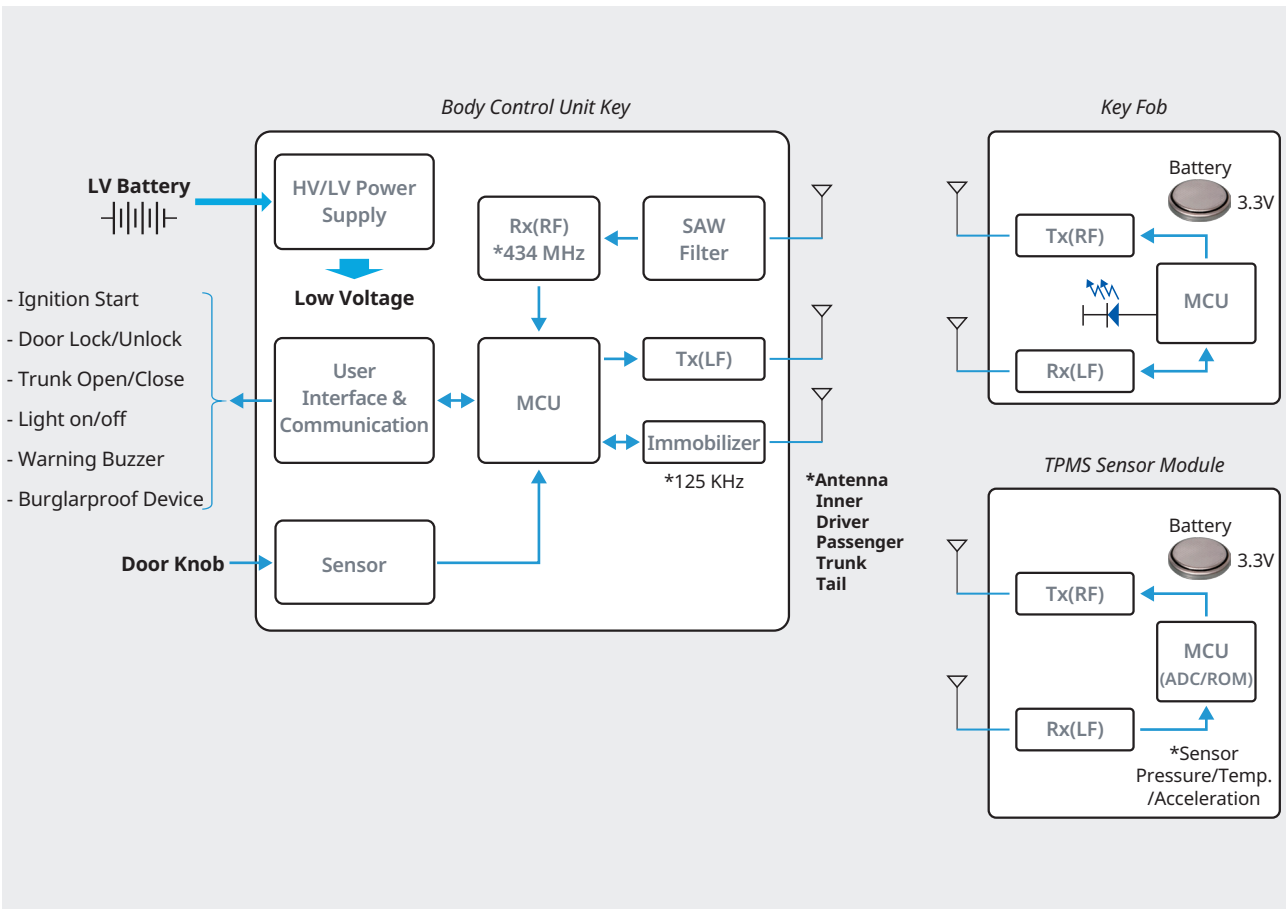 Body Control Unit Key
LV Battery
HV/LV Power
Supply
Low Voltage
Rx(RF)
*434 MHz
SAW
Filter
- Ignition Start
- Door Lock/Unlock
- Trunk Open/Close
- Light on/off
- Warning Buzzer
- Burglarproof Device
User
Interface &
Communication
MCU
Tx(LF)
Immobilizer
*125 KHz
*Antenna
Inner
Driver
Passenger
Trunk
Tail
Door Knob
Sensor
Key Fob
Battery
3.3V
Tx(RF)
MCU
Rx(LF)
TPMS Sensor Module
Battery
3.3V
Tx(RF)
MCU
(ADC/ROM)
Rx(LF)
*Sensor
Pressure/Temp.
/Acceleration